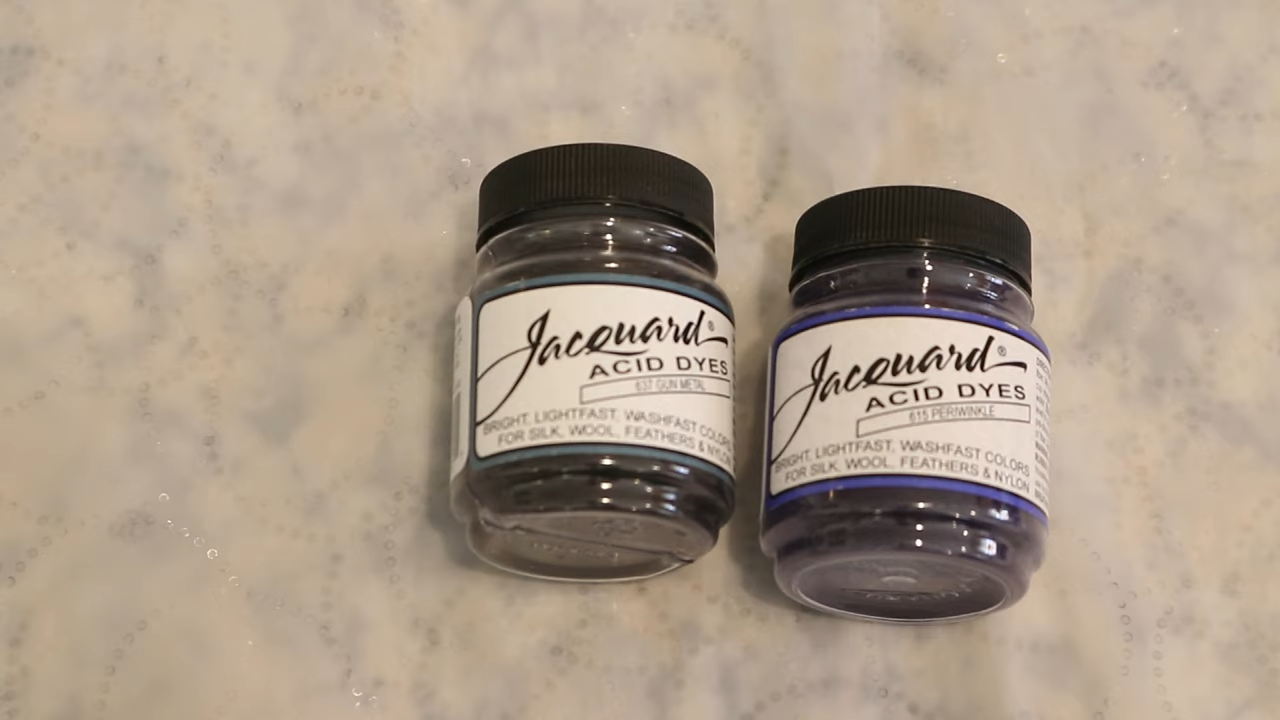 Jacquard®
ACID DYES
637 GUN METAL
BRIGHT, LIGHTFAST, WASHFAST COLORS
FOR SILK, WOOL, FEATHERS & NYLON
Jacquard®
ACID DYES
615 PERIWINKLE
BRIGHT, LIGHTFAST, WASHFAST COLORS
FOR SILK, WOOL, FEATHERS & NYLON